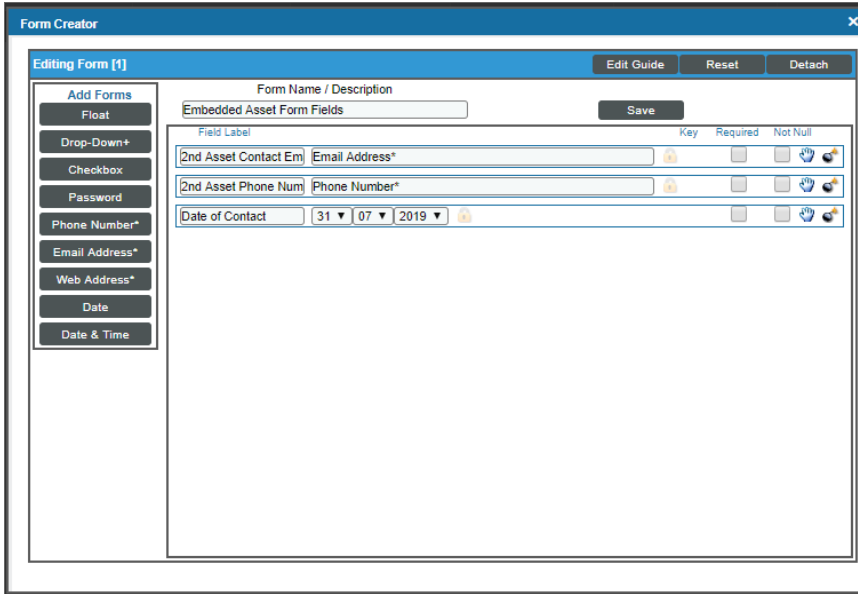 Form Creator
Editing Form [1]
Edit Guide
Reset
Detach
Add Forms
Float
Drop-Down+
Checkbox
Password
Phone Number*
Email Address*
Web Address*
Date
Date & Time
Form Name / Description
Embedded Asset Form Fields
Save
Field Label Key Required Not Null
2nd Asset Contact Em Email Address*
2nd Asset Phone Num Phone Number*
Date of Contact 31 07 2019